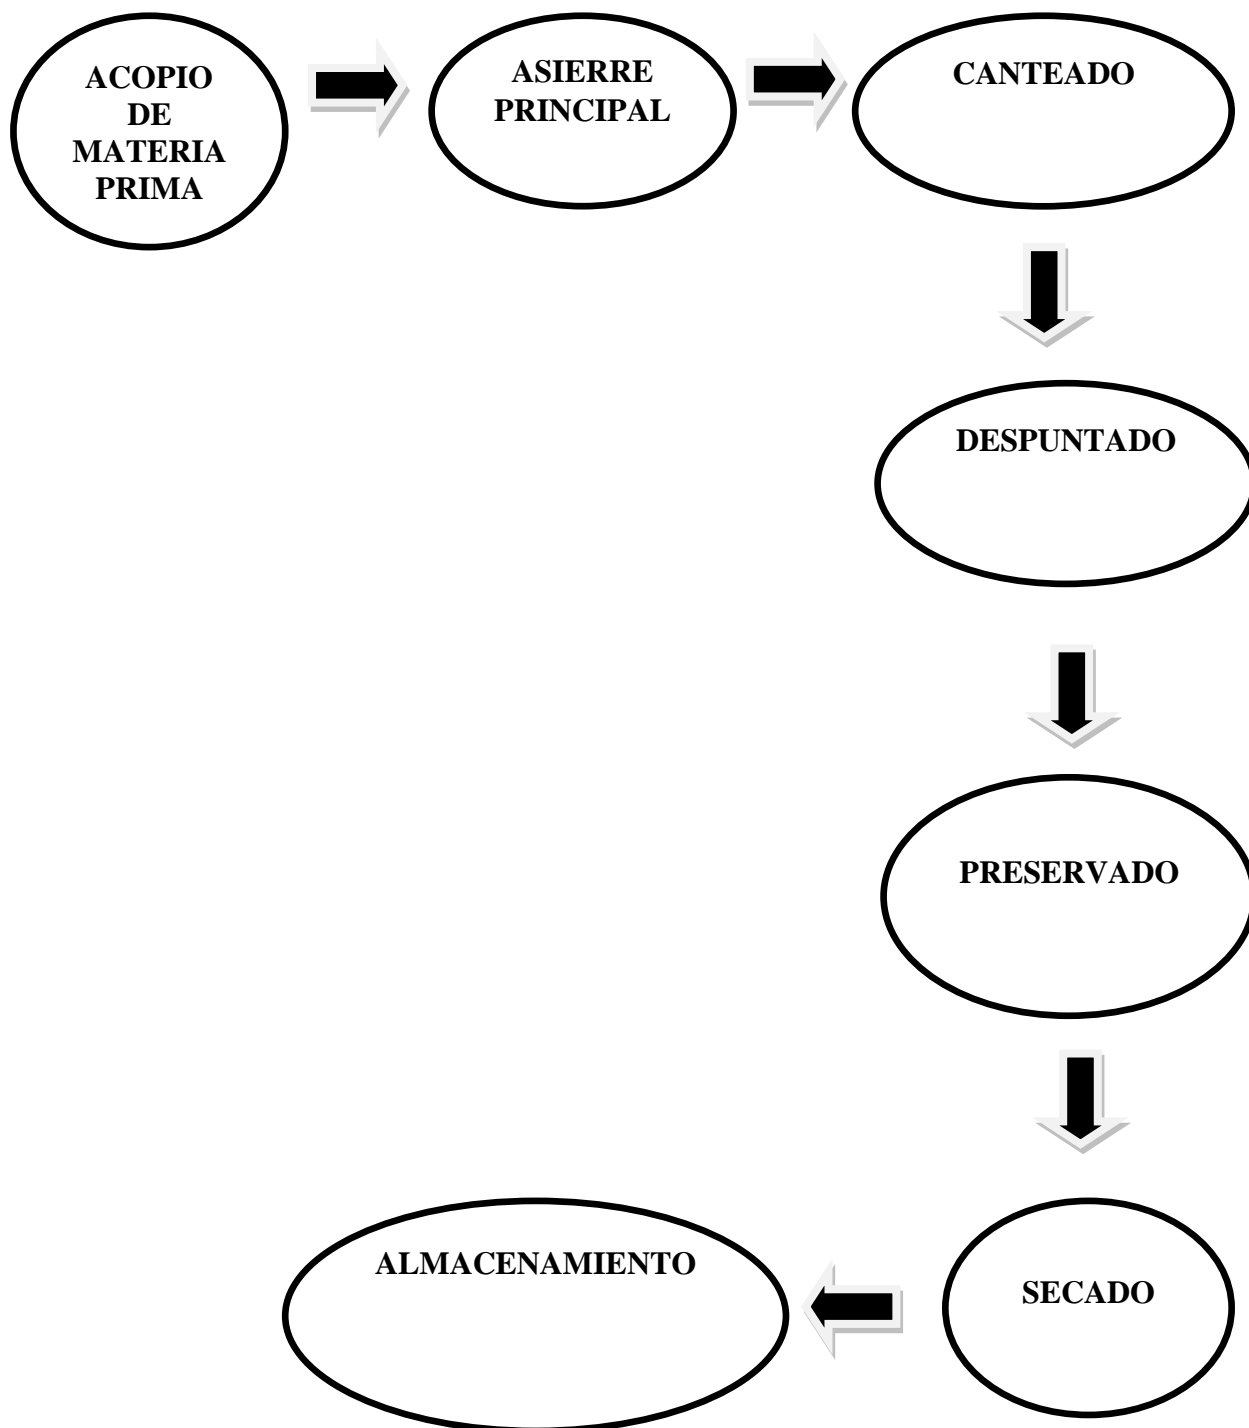 ACOPIO
DE
MATERIA
PRIMA
ASIERRE
PRINCIPAL
CANTEADO
DESPUNTADO
PRESERVADO
SECADO
ALMACENAMIENTO